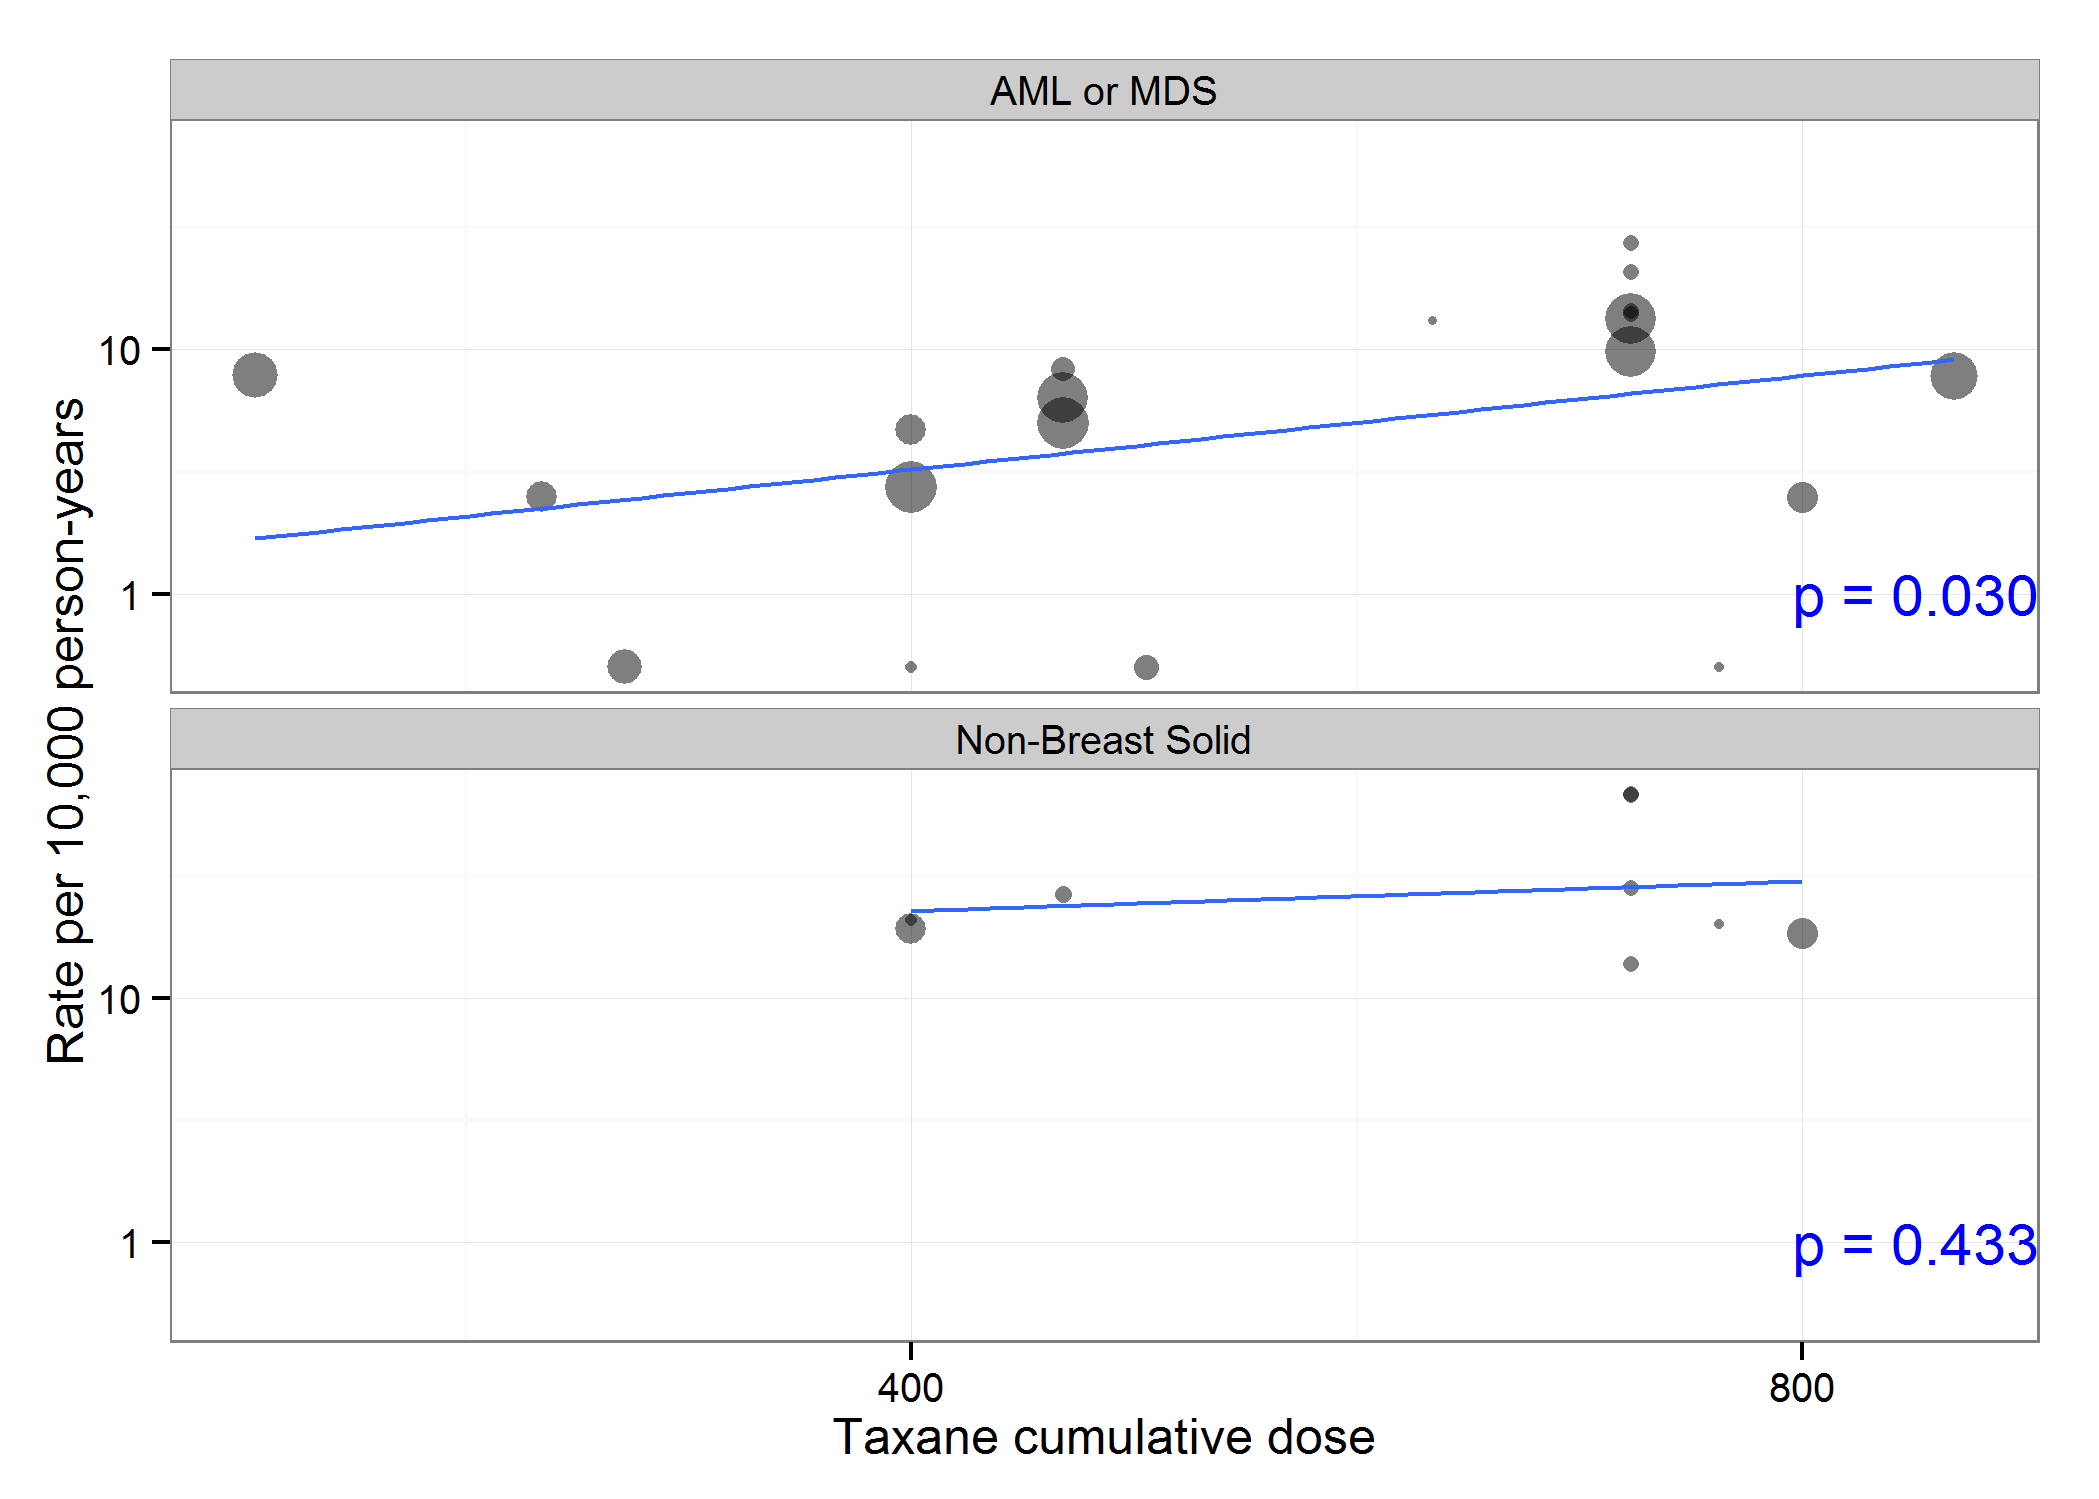 AML or MDS
10
1
p = 0.030
Non-Breast Solid
10
1
p = 0.433
400
800
Taxane cumulative dose
Rate per 10,000 person-years